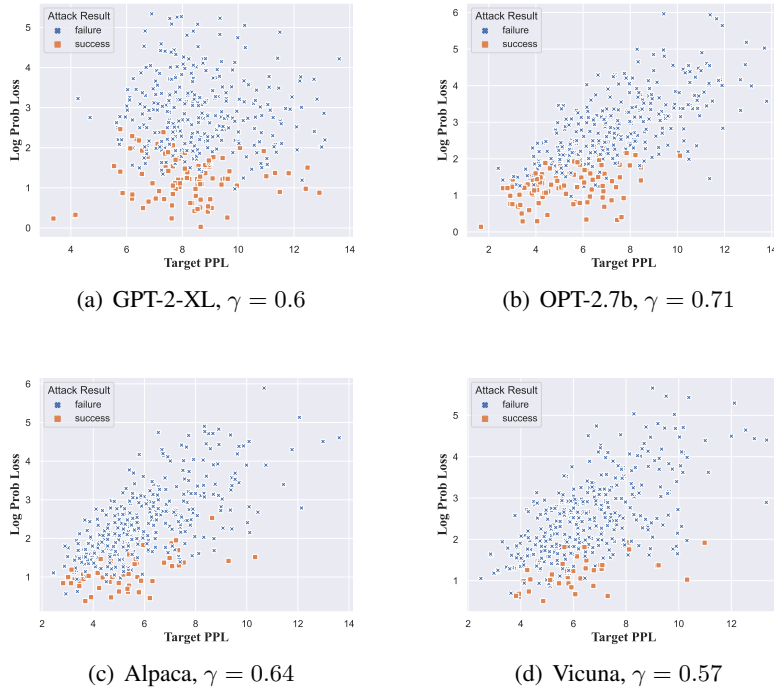 Attack Result
failure
success
5
4
3
2
1
0
Log Prob Loss
4 6 8 10 12 14
Target PPL
(a) GPT-2-XL, γ = 0.6
Attack Result
failure
success
6
5
4
3
2
1
0
Log Prob Loss
2 4 6 8 10 12 14
Target PPL
(b) OPT-2.7b, γ = 0.71
Attack Result
failure
success
6
5
4
3
2
1
Log Prob Loss
2 4 6 8 10 12 14
Target PPL
(c) Alpaca, γ = 0.64
Attack Result
failure
success
5
4
3
2
1
Log Prob Loss
2 4 6 8 10 12
Target PPL
(d) Vicuna, γ = 0.57